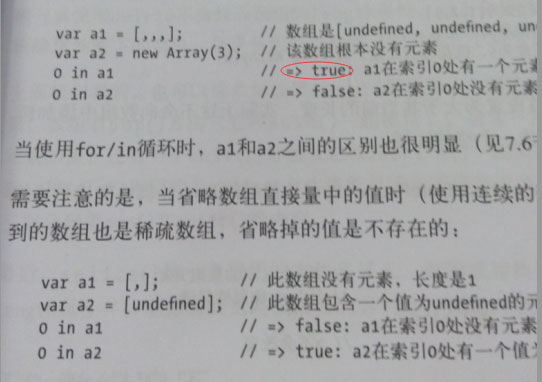 var a1 = [,,,]; // 数组是[undefined, undefined, un
var a2 = new Array(3); // 该数组根本没有元素
0 in a1 // => true: a1在索引0处有一个元素
0 in a2 // => false: a2在索引0处没有元素
当使用for/in循环时，a1和a2之间的区别也很明显（见7.6
需要注意的是，当省略数组直接量中的值时（使用连续的
到的数组也是稀疏数组，省略掉的值是不存在的：
var a1 = [,]; // 此数组没有元素，长度是1
var a2 = [undefined]; // 此数组包含一个值为undefined的元
0 in a1 // => false: a1在索引0处没有元素
0 in a2 // => true: a2在索引0处有一个值为